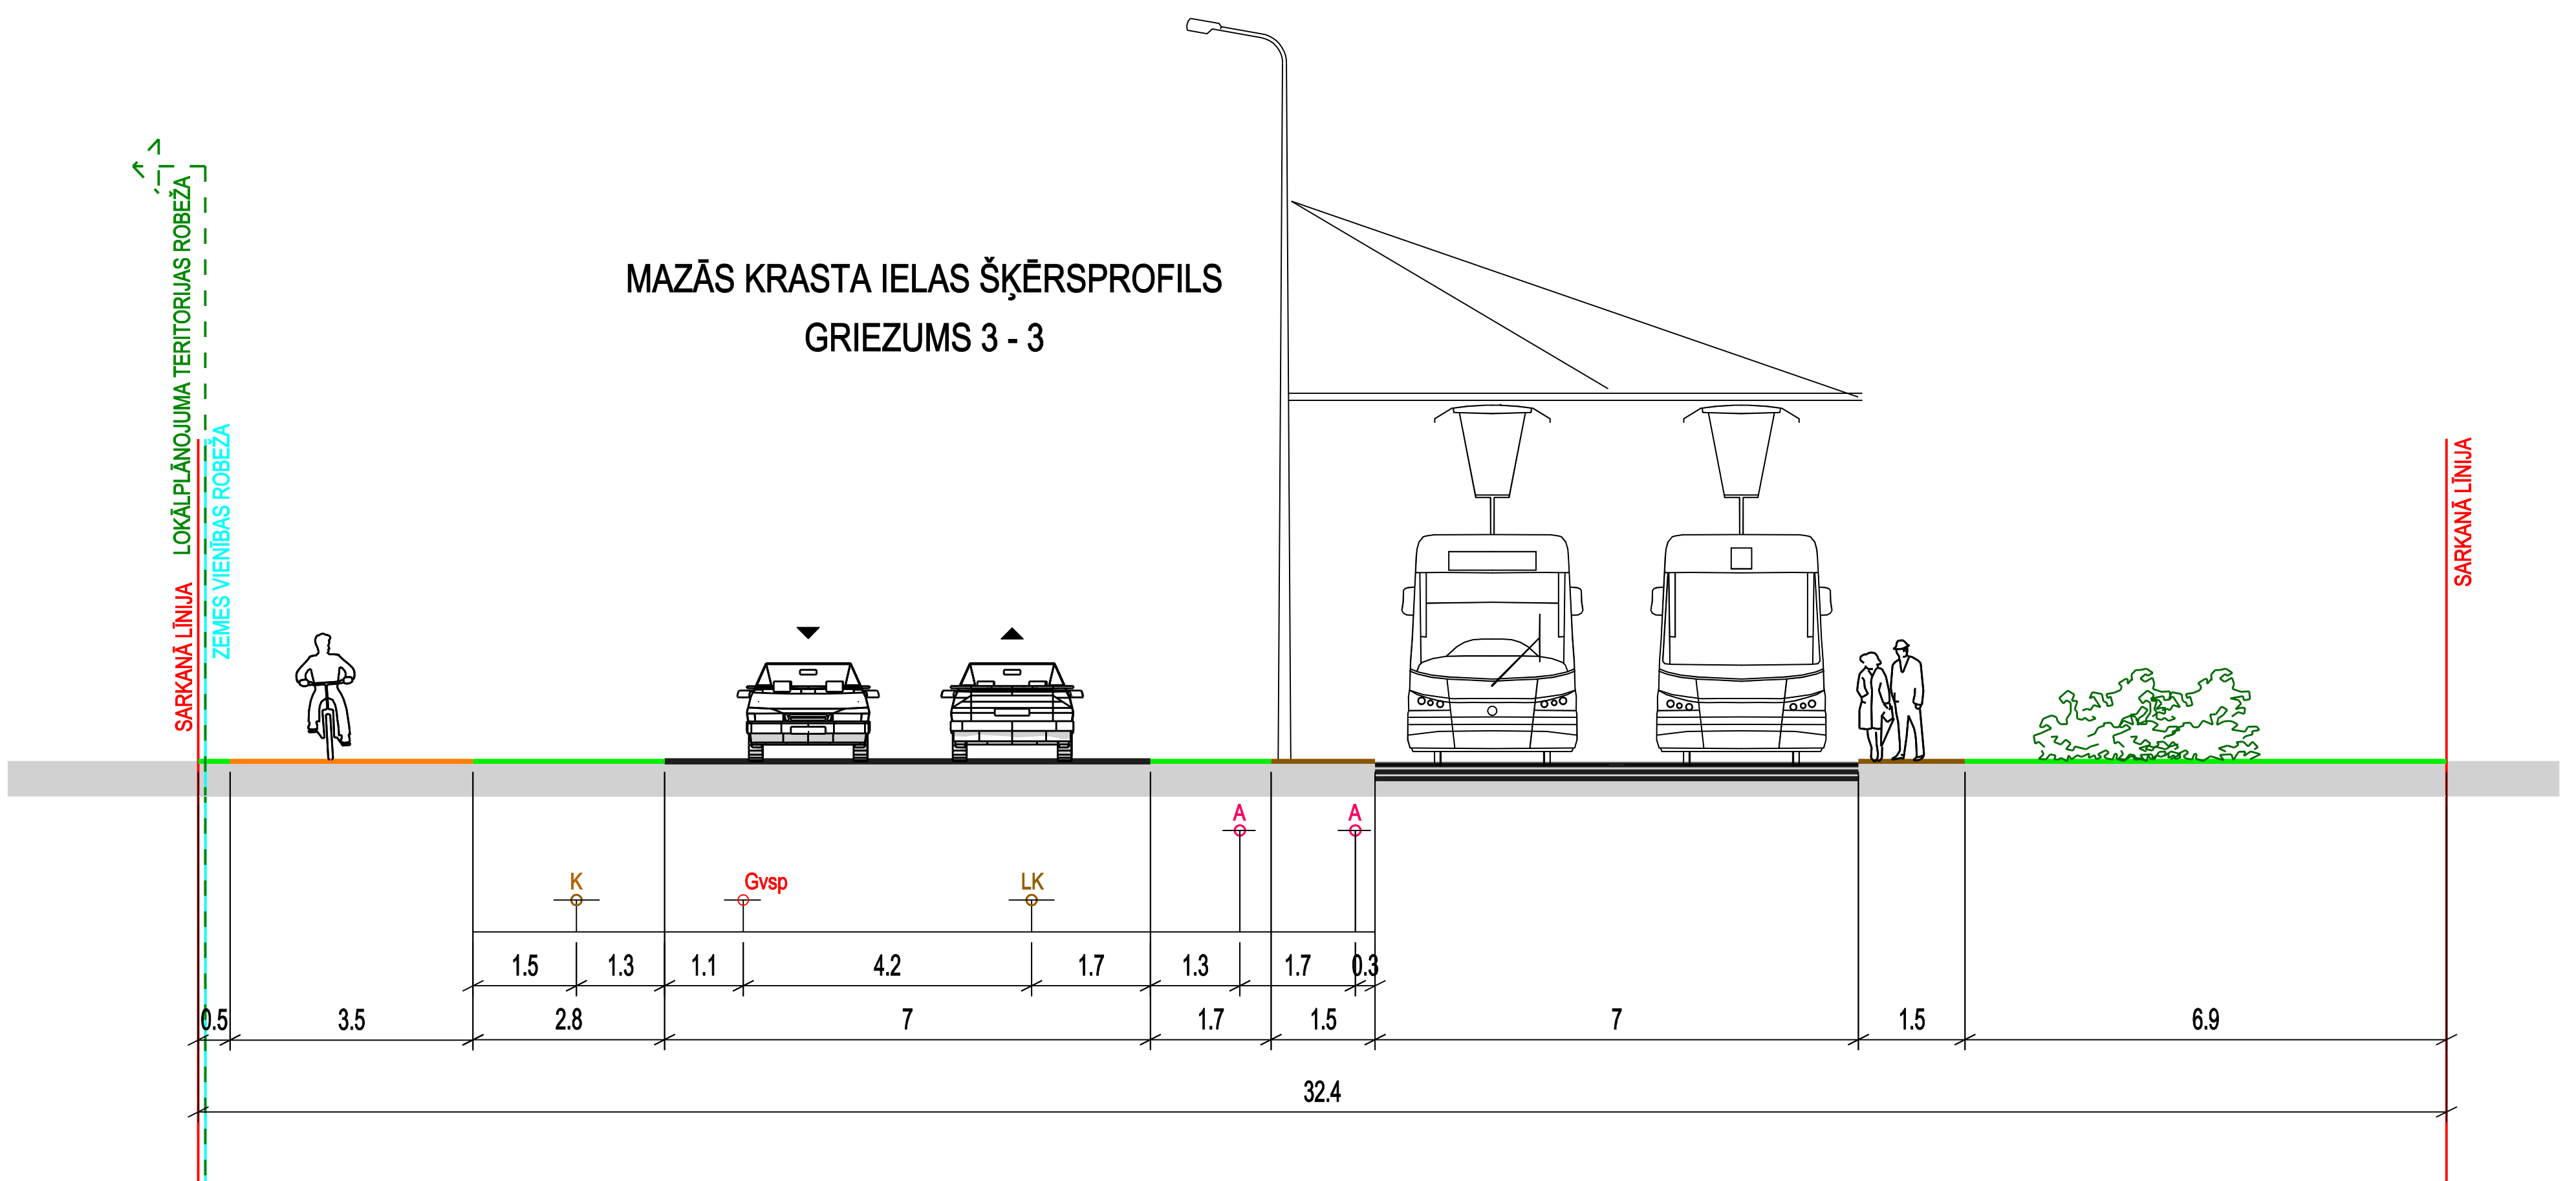 MAZĀS KRASTA IELAS ŠĶĒRSPROFILS
GRIEZUMS 3 - 3
LOKĀLPLĀNOJUMA TERITORIJAS ROBEŽA
ZEMES VIENĪBAS ROBEŽA
SARKANĀ LĪNIJA
SARKANĀ LĪNIJA
A
A
K
Gvsp
LK
1.5
1.3
1.1
4.2
1.7
1.3
1.7
0.3
0.5
3.5
2.8
7
1.7
1.5
7
1.5
6.9
32.4